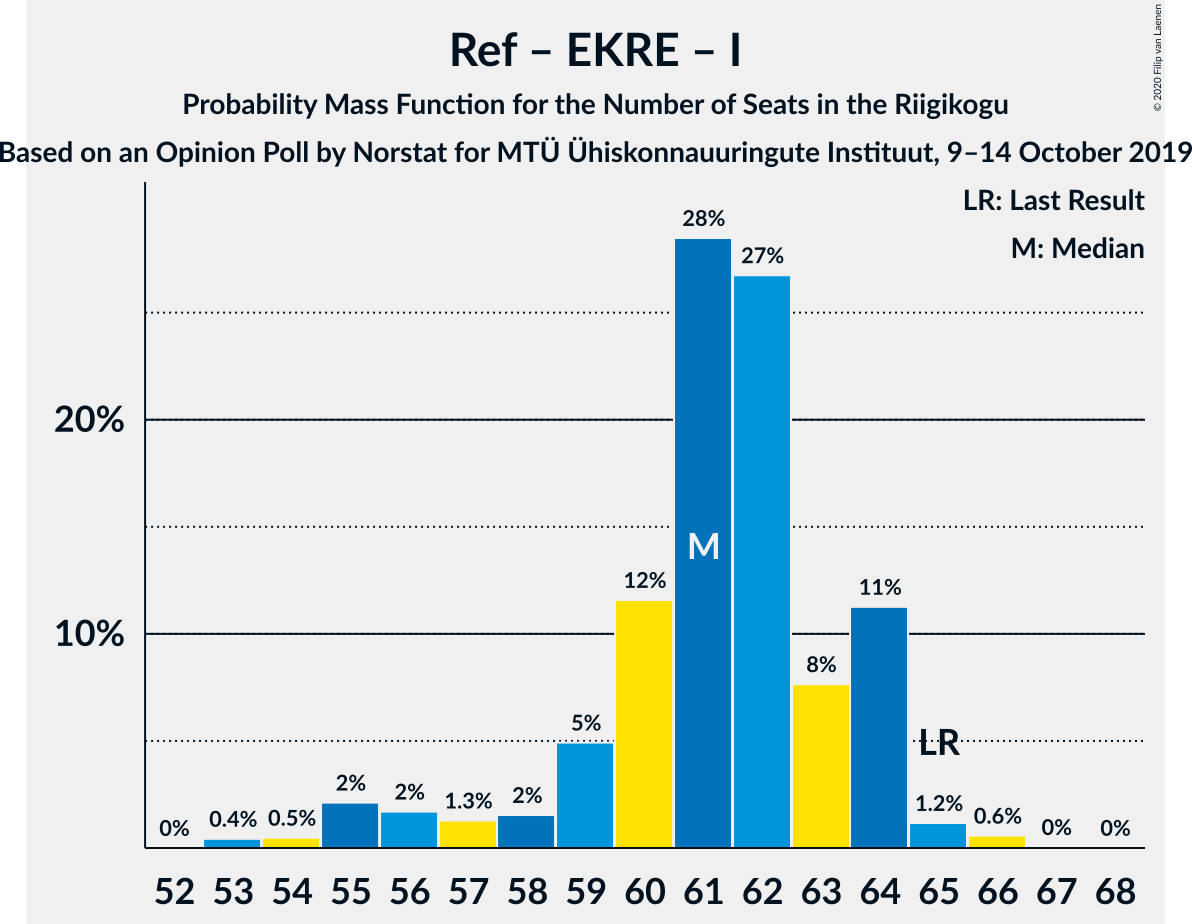 Ref – EKRE – I
Probability Mass Function for the Number of Seats in the Riigikogu
Based on an Opinion Poll by Norstat for MTÜ Ühiskonnauuringute Instituut, 9–14 October 2019
© 2020 Filip van Laenen
LR: Last Result
M: Median
28%
27%
20%
M
12%
11%
10%
8%
5%
LR
2%
2%
1.3%
2%
0%
0.4%
0.5%
1.2%
0.6%
0%
0%
52 53 54 55 56 57 58 59 60 61 62 63 64 65 66 67 68